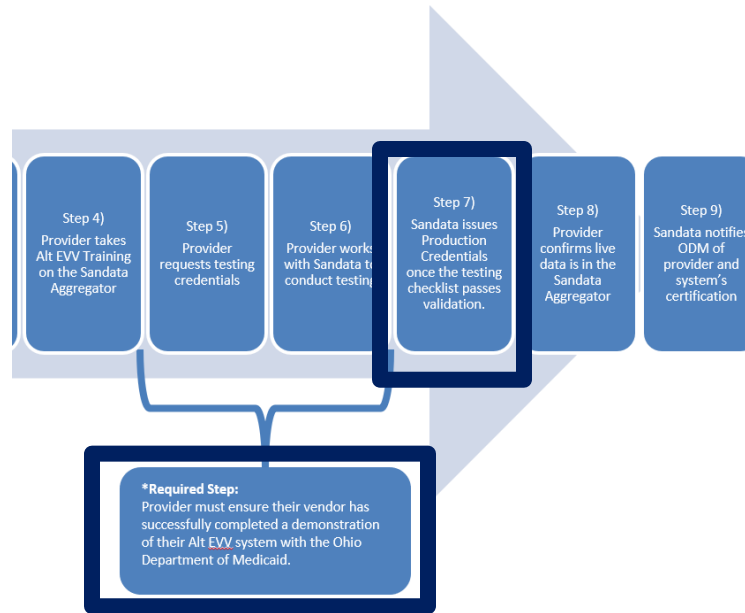 Step 4)
Provider takes
Alt EVV Training
on the Sandata
Aggregator
Step 5)
Provider
requests testing
credentials
Step 6)
Provider works
with Sandata to
conduct testing
Step 7)
Sandata issues
Production
Credentials
once the testing
checklist passes
validation.
Step 8)
Provider
confirms live
data is in the
Sandata
Aggregator
Step 9)
Sandata notifies
ODM of
provider and
system's
certification
*Required Step:
Provider must ensure their vendor has
successfully completed a demonstration
of their Alt EVV system with the Ohio
Department of Medicaid.